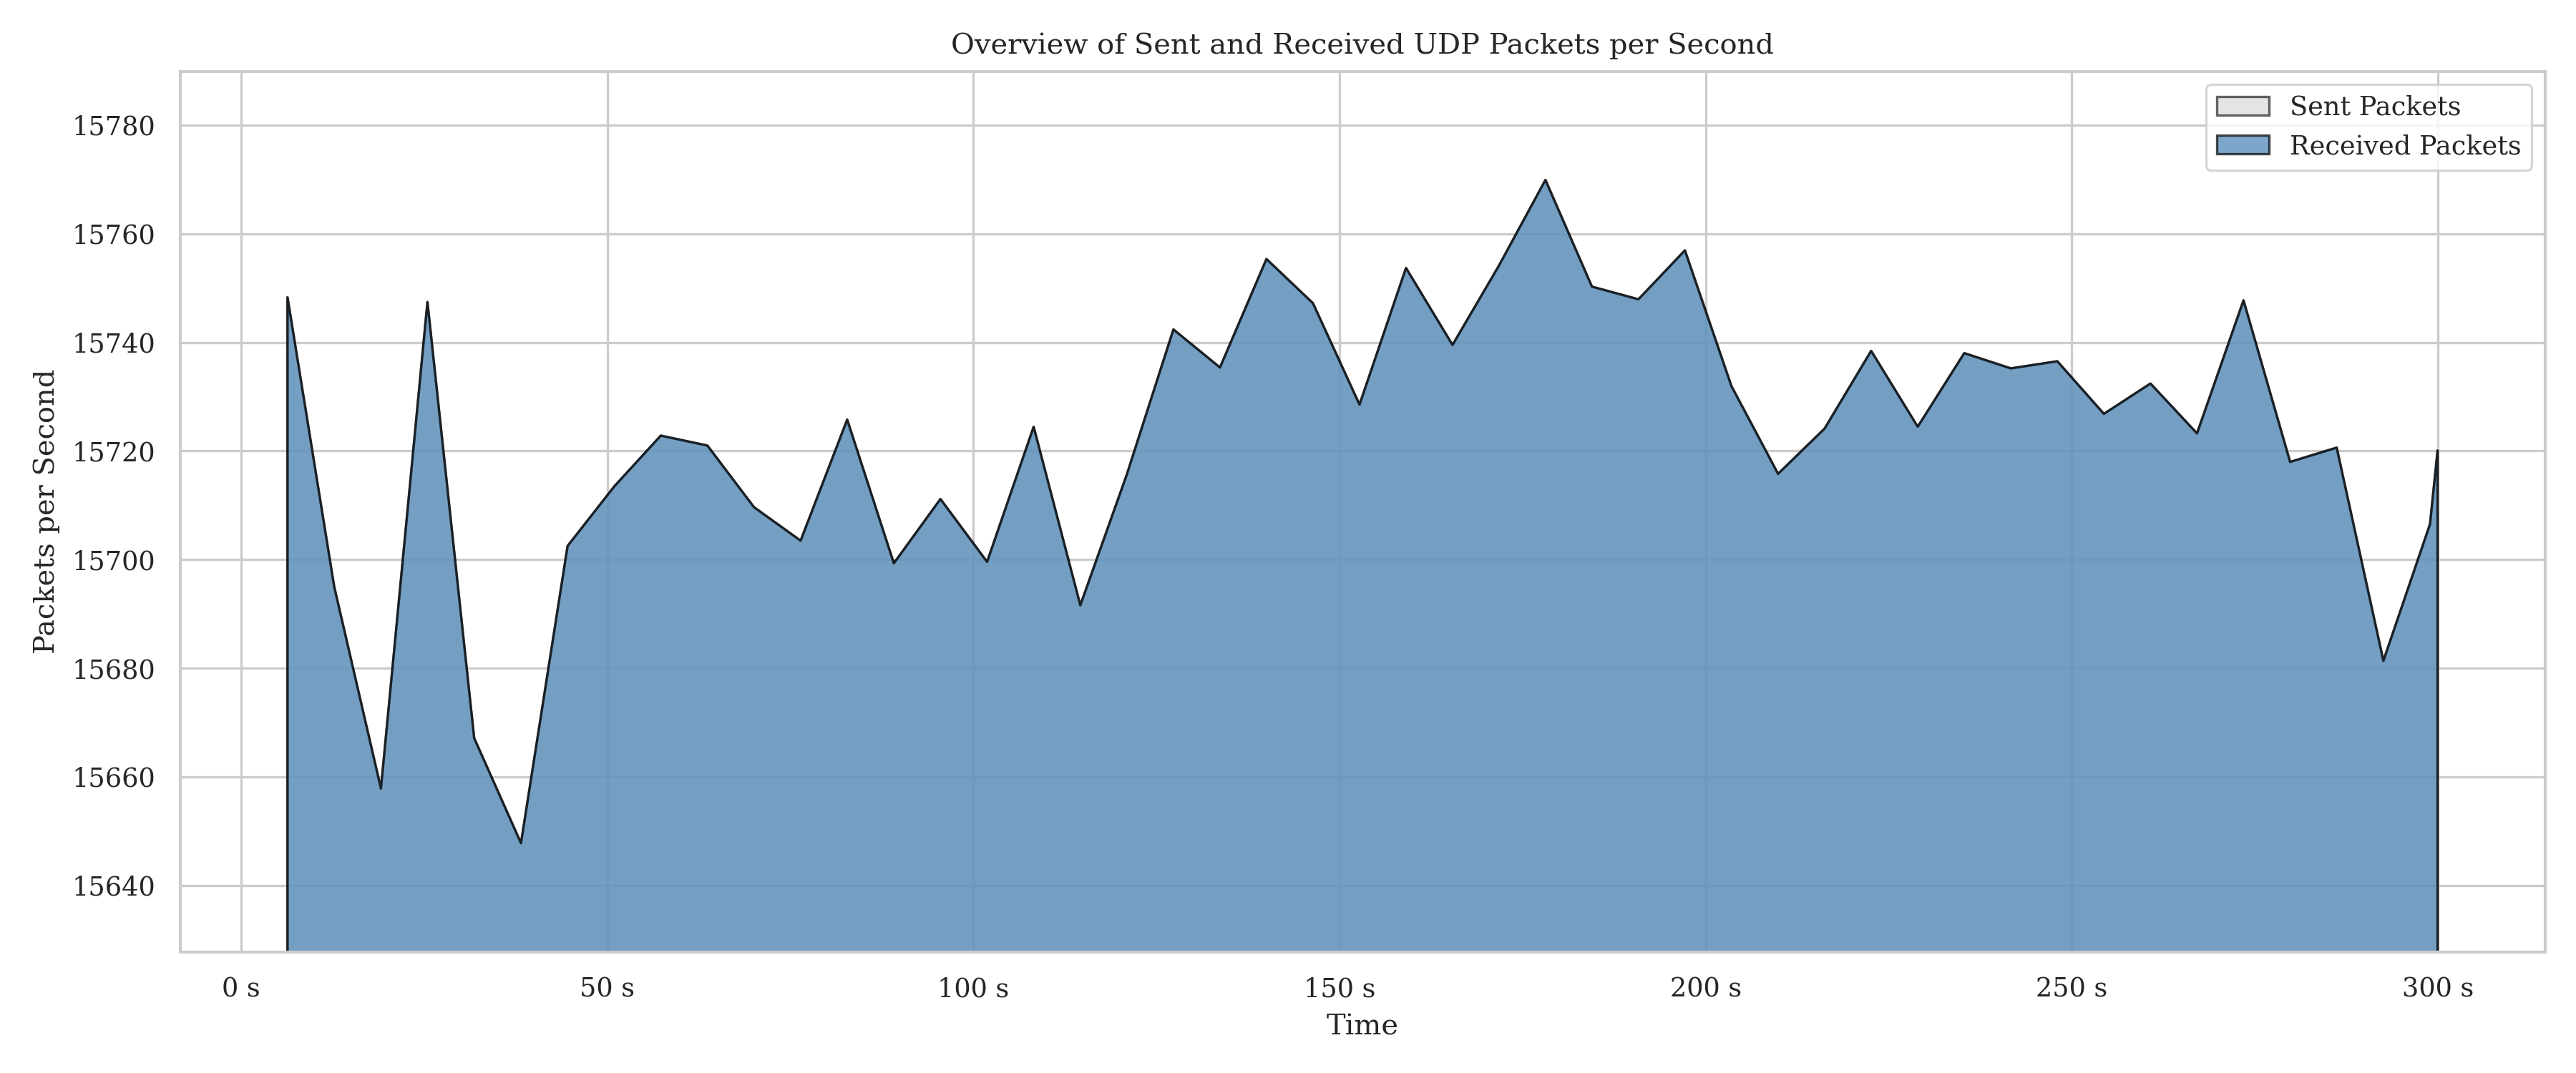 Overview of Sent and Received UDP Packets per Second
Sent Packets
Received Packets
Packets per Second
15780
15760
15740
15720
15700
15680
15660
15640
0 s 50 s 100 s 150 s 200 s 250 s 300 s
Time